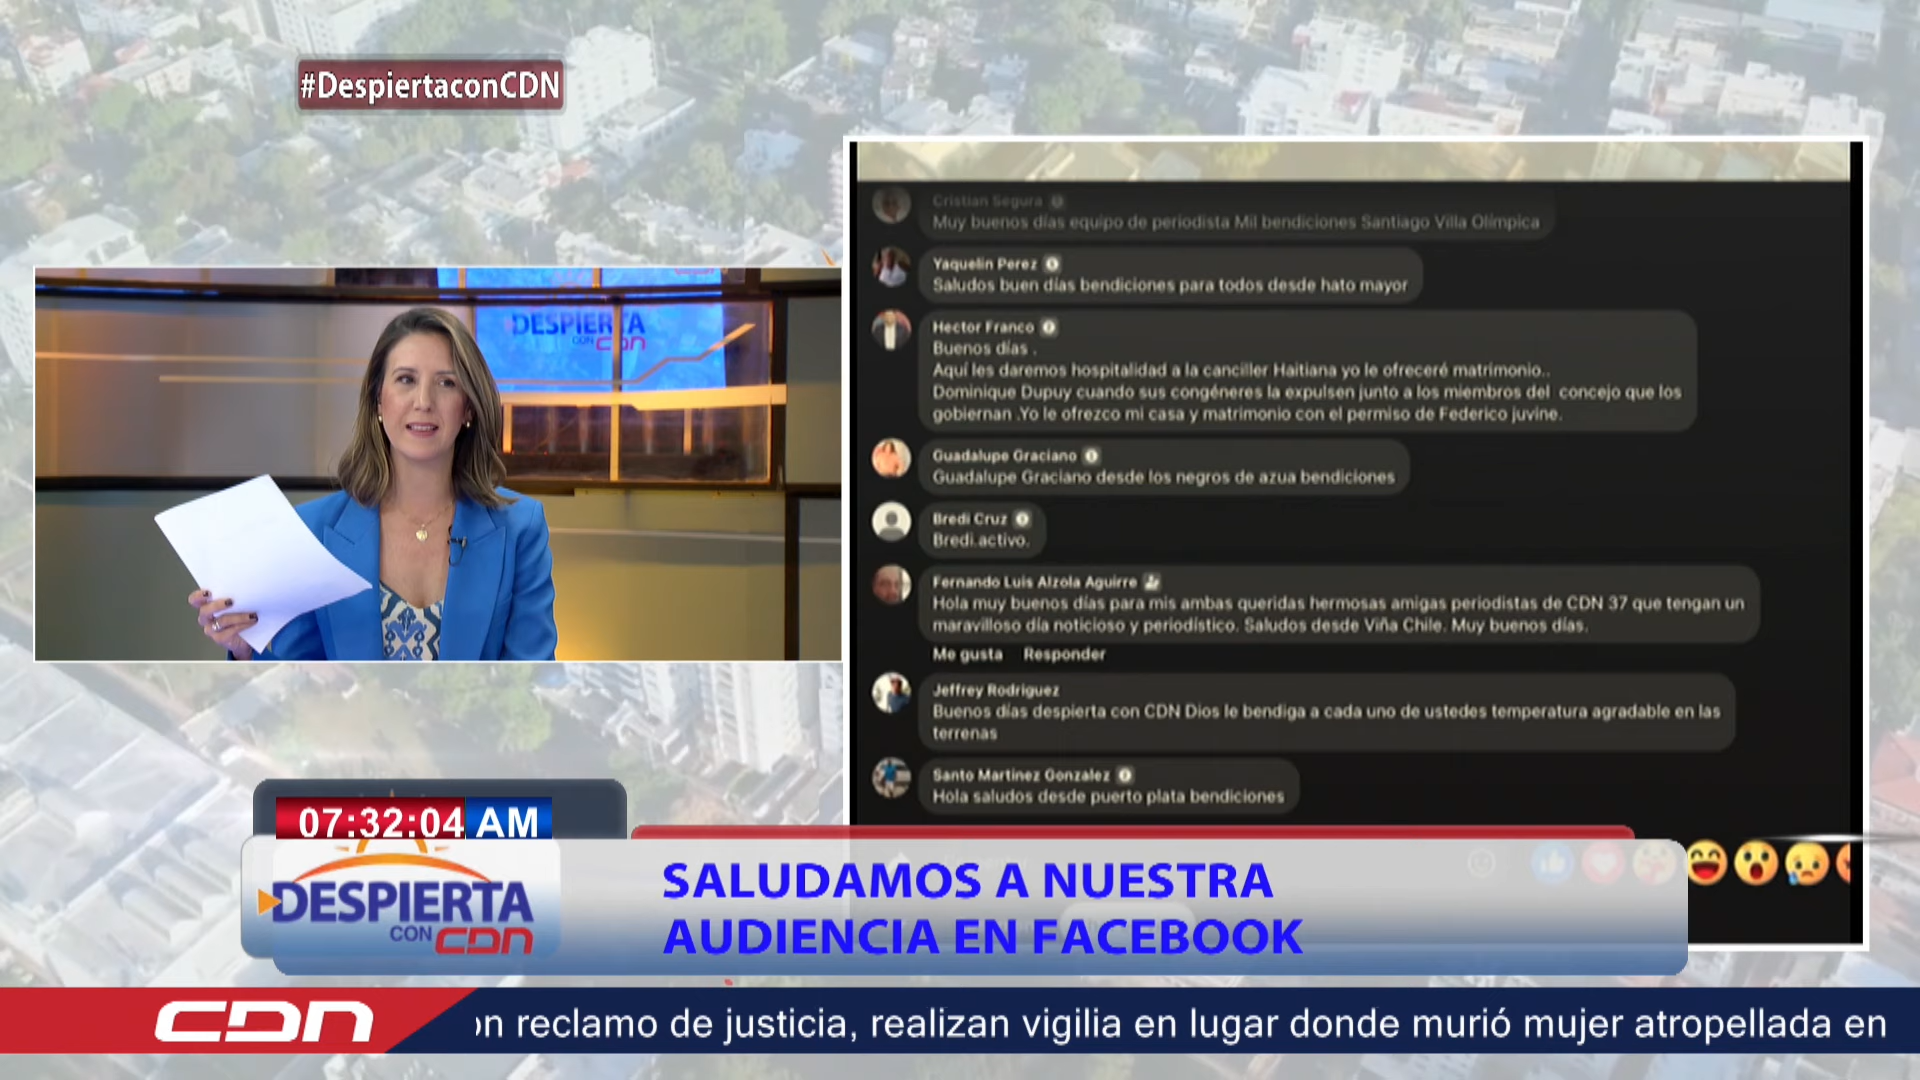 #DespiertaconCDN
DESPIERTA
CON CDN
Cristian Segura
Muy buenos días equipo de periodista Mil bendiciones Santiago Villa Olímpica
Yaquelin Perez
Saludos buen días bendiciones para todos desde hato mayor
Hector Franco
Buenos días .
Aquí les daremos hospitalidad a la canciller Haitiana yo le ofreceré matrimonio..
Dominique Dupuy cuando sus congéneres la expulsen junto a los miembros del concejo que los
gobiernan .Yo le ofrezco mi casa y matrimonio con el permiso de Federico juvine.
Guadalupe Graciano
Guadalupe Graciano desde los negros de azua bendiciones
Bredi Cruz
Bredi.activo.
Fernando Luis Alzola Aguirre
Hola muy buenos días para mis ambas queridas hermosas amigas periodistas de CDN 37 que tengan un
maravilloso día noticioso y periodístico. Saludos desde Viña Chile. Muy buenos días.
Me gusta Responder
Jeffrey Rodriguez
Buenos días despierta con CDN Dios le bendiga a cada uno de ustedes temperatura agradable en las
terrenas
Santo Martinez Gonzalez
Hola saludos desde puerto plata bendiciones
07:32:04 AM
DESPIERTA
CON CDN
SALUDAMOS A NUESTRA
AUDIENCIA EN FACEBOOK
CDN
on reclamo de justicia, realizan vigilia en lugar donde murió mujer atropellada en